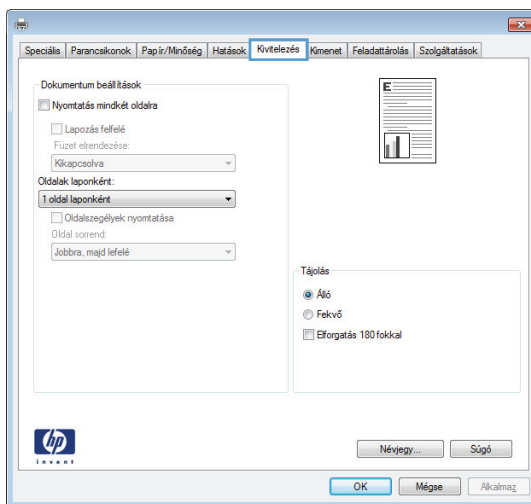 Speciális Parancsikonok Papír/Minőség Hatások Kivitelezés Kimenet Feladattárolás Szolgáltatások
Dokumentum beállítások
Nyomtatás mindkét oldalra
Lapozás felfelé
Füzet elrendezése:
Kikapcsolva
Oldalak laponként:
1 oldal laponként
Oldalszegélyek nyomtatása
Oldal sorrend:
Jobbra, majd lefelé
E
Tájolás
Álló
Fekvő
Elforgatás 180 fokkal
hp
invent
Névjegy... Súgó
OK Mégse Alkalmaz